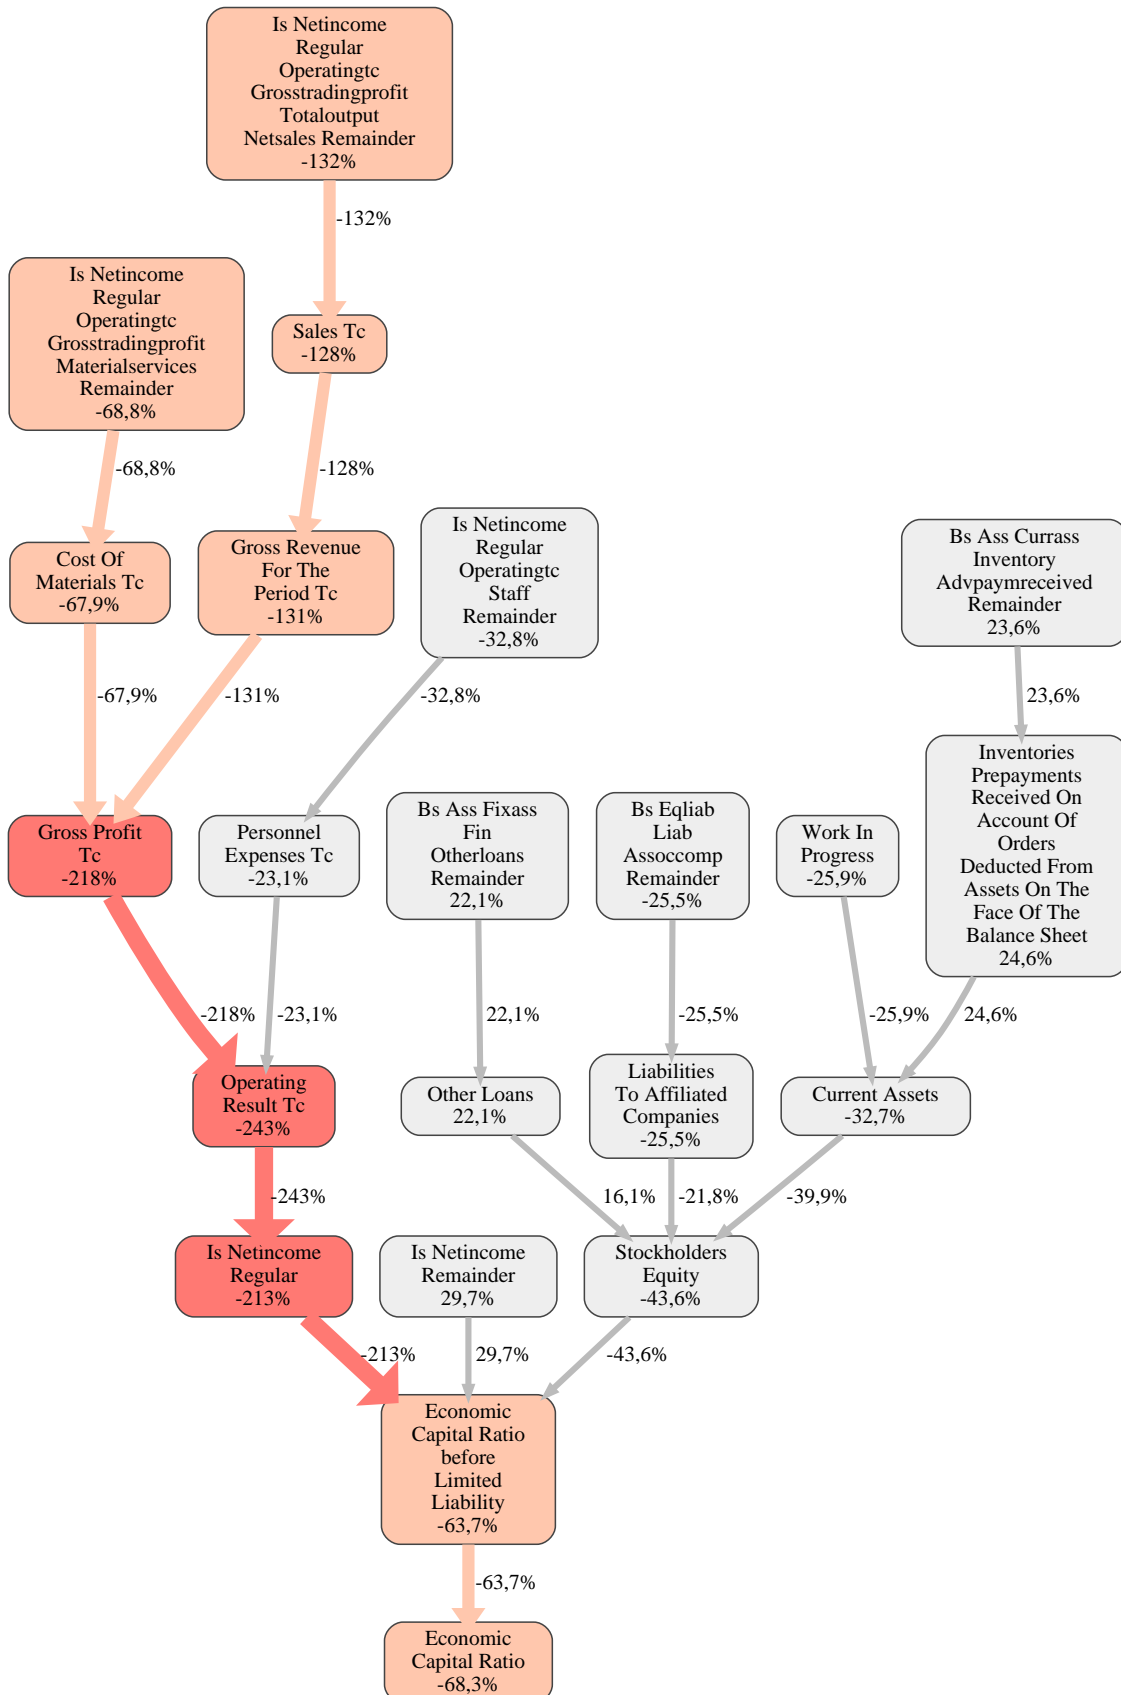 Is Netincome
Regular
Operatingtc
Grosstradingprofit
Totaloutput
Netsales Remainder
-132%
-132%
Is Netincome
Regular
Operatingtc
Grosstradingprofit
Materialservices
Remainder
-68,8%
Sales Tc
-128%
-68,8%
-128%
Cost Of
Materials Tc
-67,9%
Gross Revenue
For The
Period Tc
-131%
Is Netincome
Regular
Operatingtc
Staff
Remainder
-32,8%
Bs Ass Currass
Inventory
Advpaymreceived
Remainder
23,6%
-67,9%
-131%
-32,8%
23,6%
Gross Profit
Tc
-218%
Personnel
Expenses Tc
-23,1%
Bs Ass Fixass
Fin
Otherloans
Remainder
22,1%
Bs Eqliab
Liab
Assoccomp
Remainder
-25,5%
Work In
Progress
-25,9%
Inventories
Prepayments
Received On
Account Of
Orders
Deducted From
Assets On The
Face Of The
Balance Sheet
24,6%
-218%
-23,1%
22,1%
-25,5%
-25,9%
24,6%
Operating
Result Tc
-243%
Other Loans
22,1%
Liabilities
To Affiliated
Companies
-25,5%
Current Assets
-32,7%
-243%
16,1%
-21,8%
-39,9%
Is Netincome
Regular
-213%
Is Netincome
Remainder
29,7%
Stockholders
Equity
-43,6%
-213%
29,7%
-43,6%
Economic
Capital Ratio
before
Limited
Liability
-63,7%
-63,7%
Economic
Capital Ratio
-68,3%